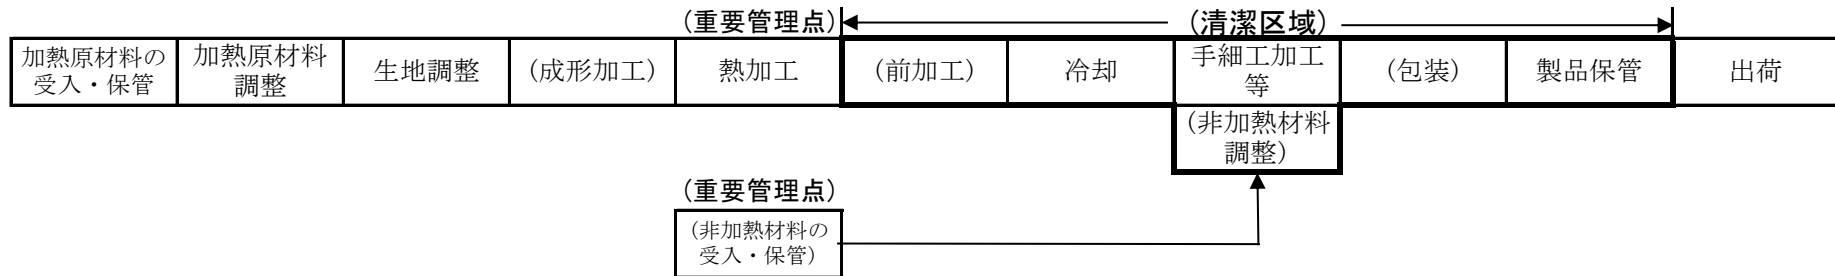 (重要管理点)
(清潔区域)
加熱原材料の
受入・保管
加熱原材料
調整
生地調整
(成形加工)
熱加工
(前加工)
冷却
手細工加工
等
(包装)
製品保管
出荷
(非加熱材料
調整)
(重要管理点)
(非加熱材料の
受入・保管)